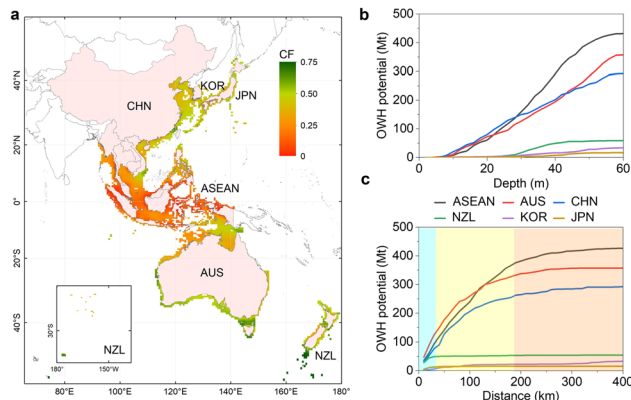 a
CF
0.75
0.5
0.25
0
KOR
JPN
CHN
ASEAN
AUS
NZL
40°N
20°N
0°
20°S
40°S
30°S
180°
150°W
NZL
80°E
100°E
120°E
140°E
160°E
180°
b
OWH potential (Mt)
500
400
300
200
100
0
0
20
40
60
Depth (m)
ASEAN
AUS
CHN
NZL
KOR
JPN
c
OWH potential (Mt)
500
400
300
200
100
0
0
100
200
300
400
Distance (km)